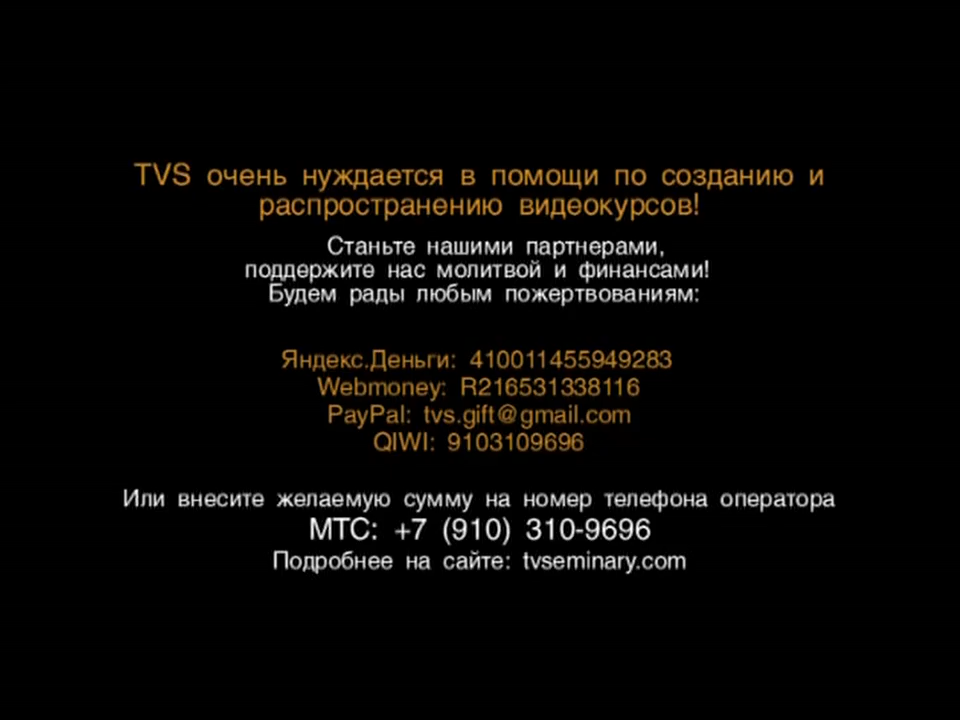 TVS очень нуждается в помощи по созданию и
распространению видеокурсов!
Станьте нашими партнерами,
поддержите нас молитвой и финансами!
Будем рады любым пожертвованиям:
Яндекс.Деньги: 410011455949283
Webmoney: R216531338116
PayPal: tvs.gift@gmail.com
QIWI: 9103109696
Или внесите желаемую сумму на номер телефона оператора
МТС: +7 (910) 310-9696
Подробнее на сайте: tvseminary.com